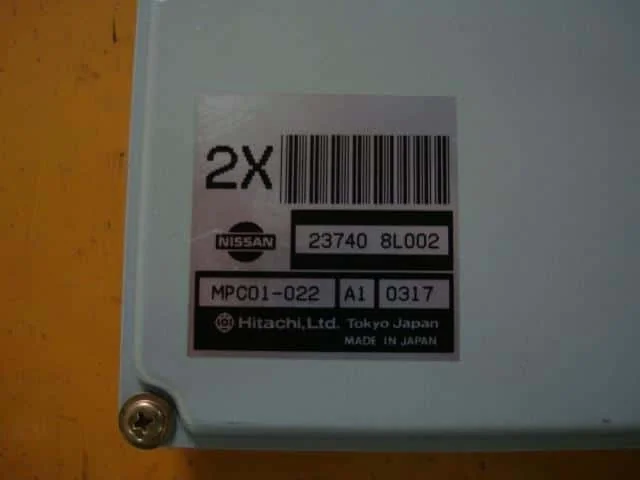 2X
NISSAN
23740 8L002
MPC01-022 A1 0317
Hitachi,Ltd. Tokyo Japan
MADE IN JAPAN